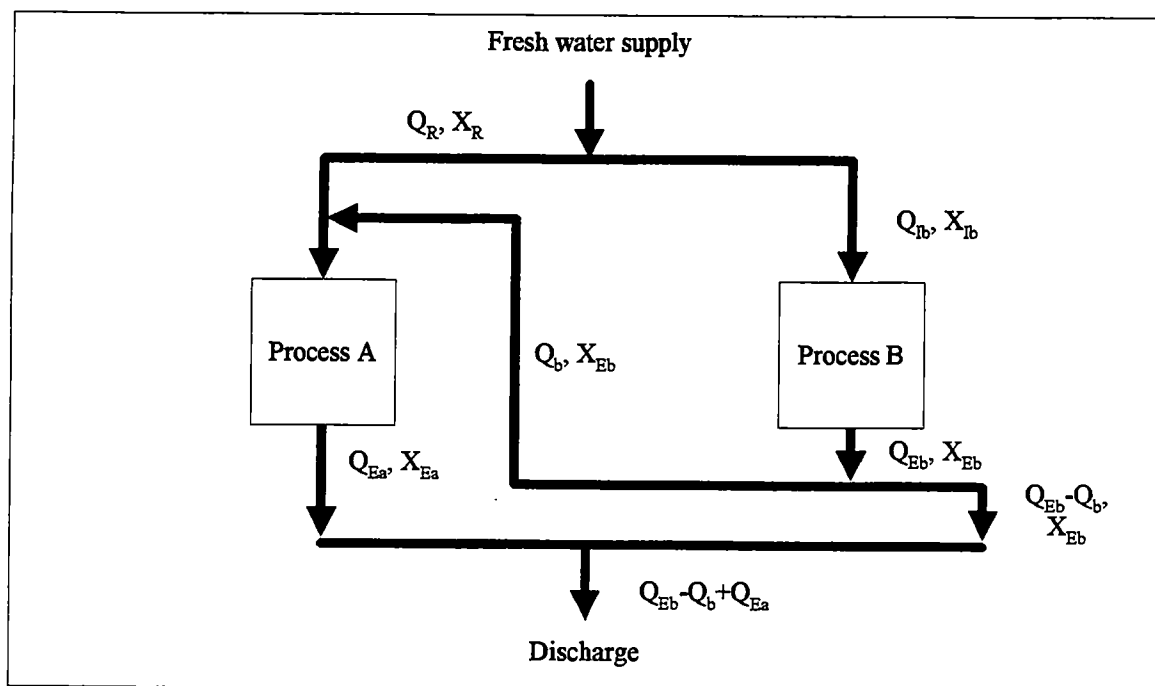 Fresh water supply
Q_R, X_R
Q_Ib, X_Ib
Process A
Q_b, X_Eb
Process B
Q_Ea, X_Ea
Q_Eb, X_Eb
Q_Eb-Q_b,
X_Eb
Q_Eb-Q_b+Q_Ea
Discharge